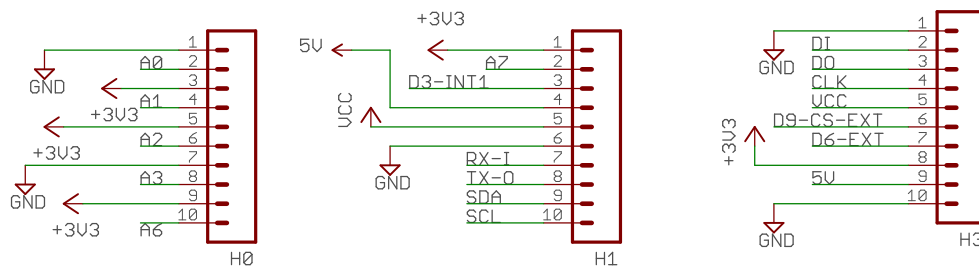 1
GND
A0 2
3
+3V3
A1 4
5
+3V3
A2 6
7
GND
A3 8
9
+3V3
A6 10
H0
+3V3
1
A7 2
D3-INT1 3
5V
4
VCC
5
6
GND
RX-I 7
TX-O 8
SDA 9
SCL 10
H1
1
GND
DI 2
DO 3
CLK 4
VCC 5
D9-CS-EXT 6
D6-EXT 7
+3V3
8
5V 9
10
GND
H3